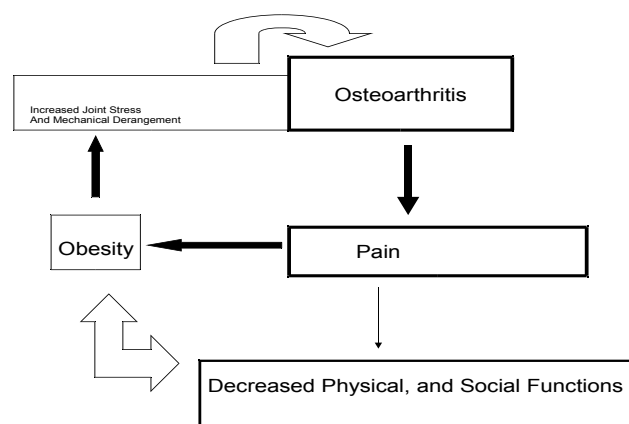 Osteoarthritis
Increased Joint Stress
And Mechanical Derangement
Obesity
Pain
Decreased Physical, and Social Functions